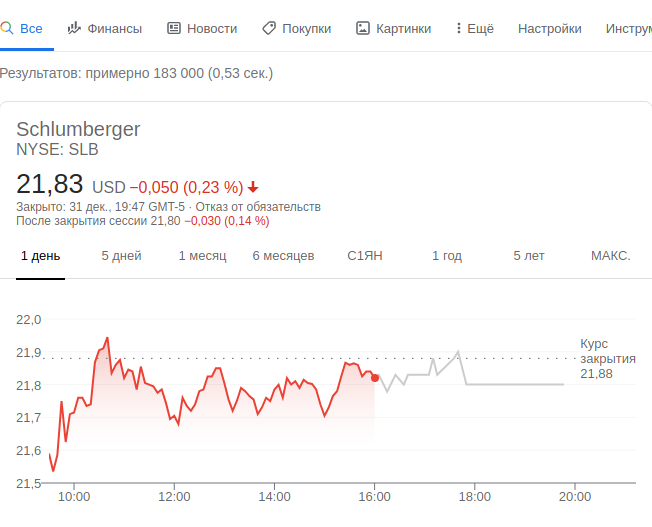 Все Финансы Новости Покупки Картинки Ещё Настройки Инструм
Результатов: примерно 183 000 (0,53 сек.)
Schlumberger
NYSE: SLB
21,83 USD −0,050 (0,23 %)
Закрыто: 31 дек., 19:47 GMT-5 · Отказ от обязательств
После закрытия сессии 21,80 −0,030 (0,14 %)
1 день 5 дней 1 месяц 6 месяцев С1ЯН 1 год 5 лет МАКС.
22,0
21,9
21,8
21,7
21,6
21,5
Курс
закрытия
21,88
10:00 12:00 14:00 16:00 18:00 20:00